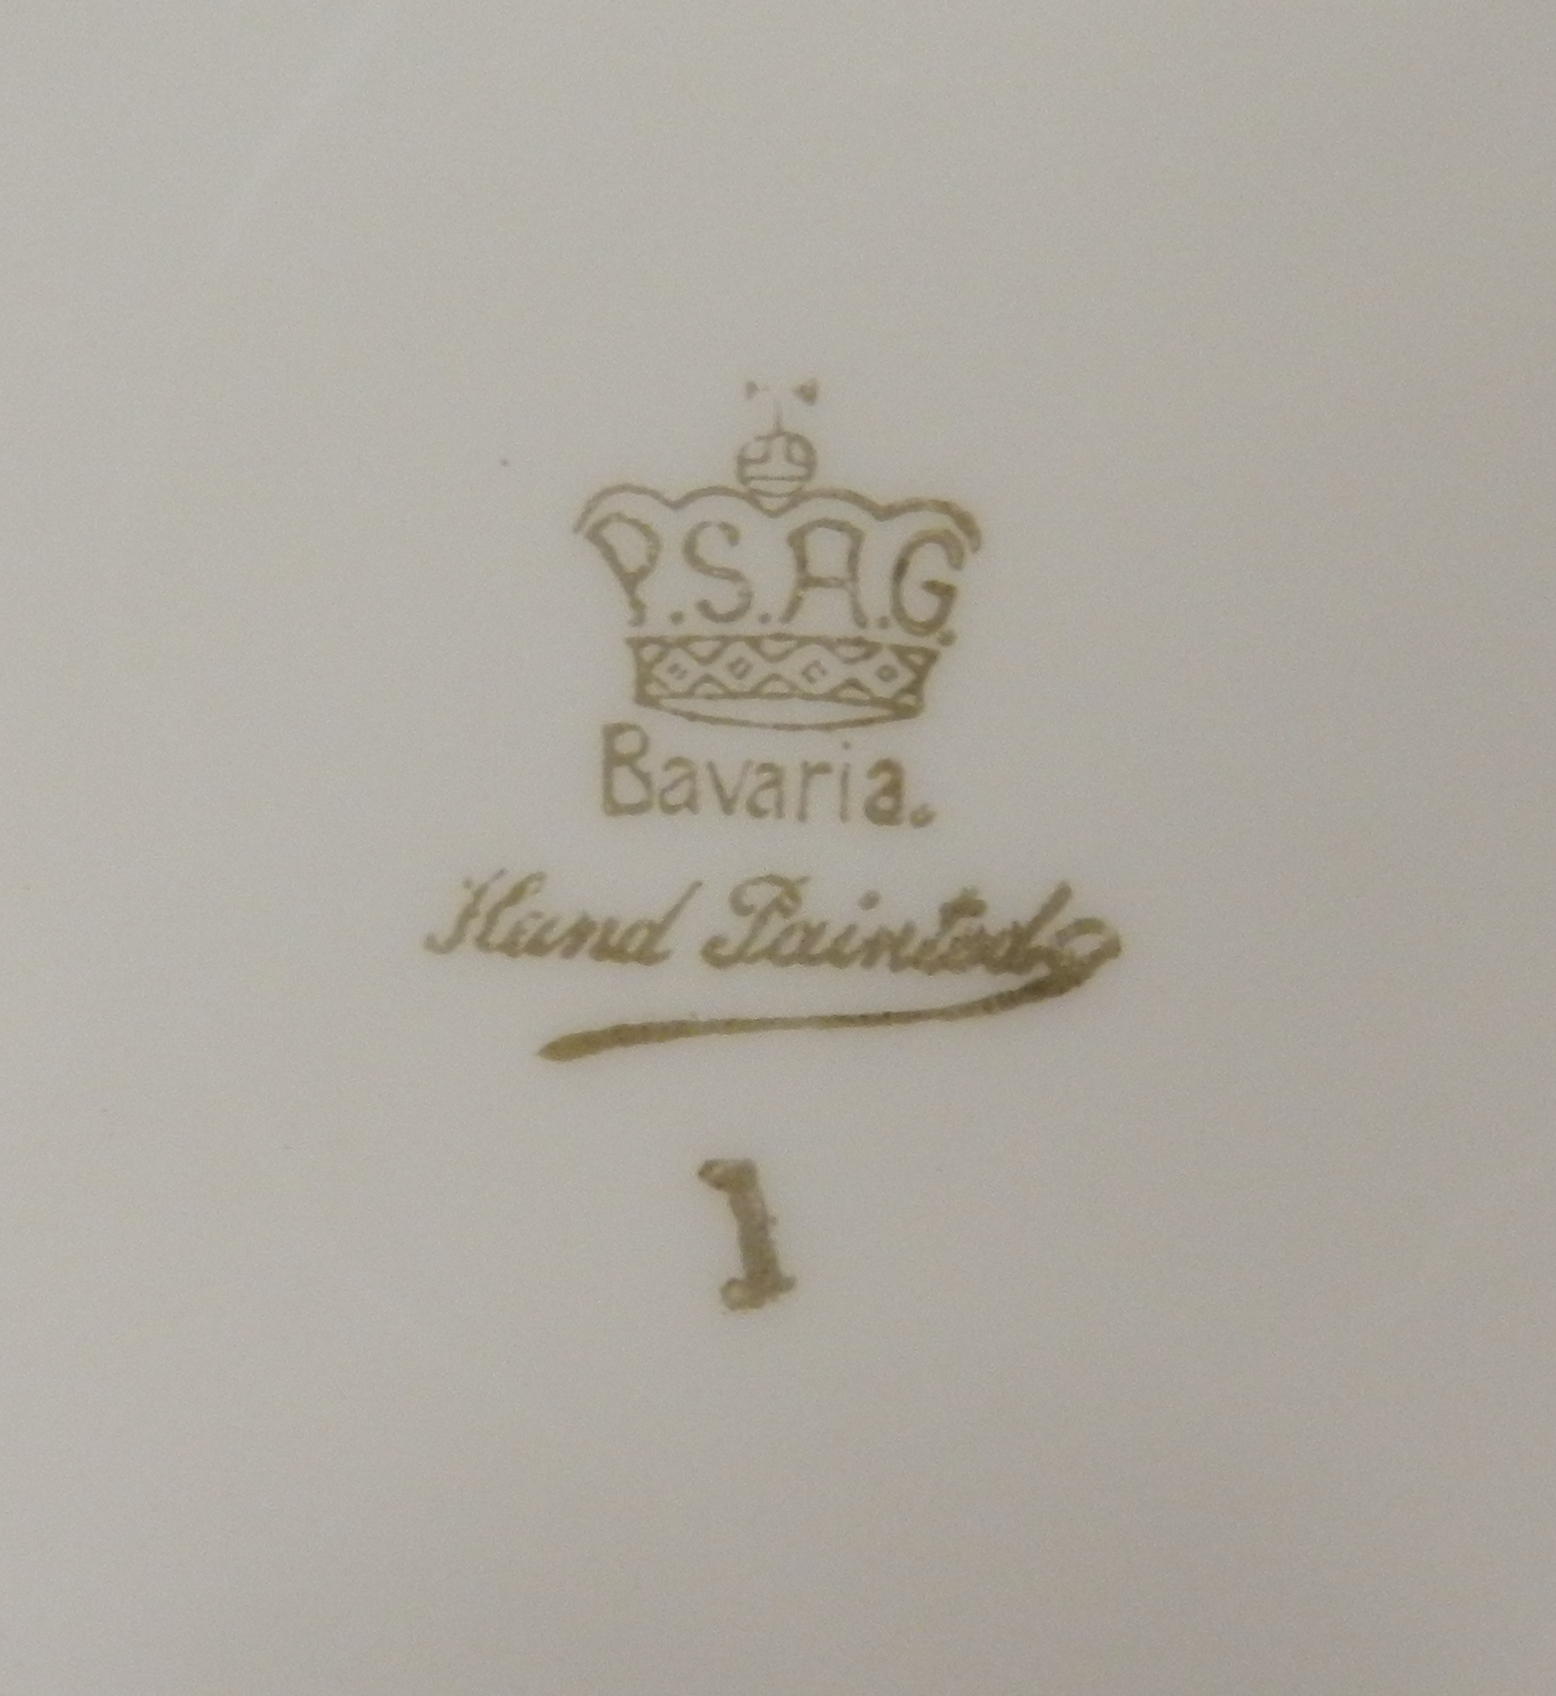 P.S.A.G.
Bavaria.
Hand Painted
1